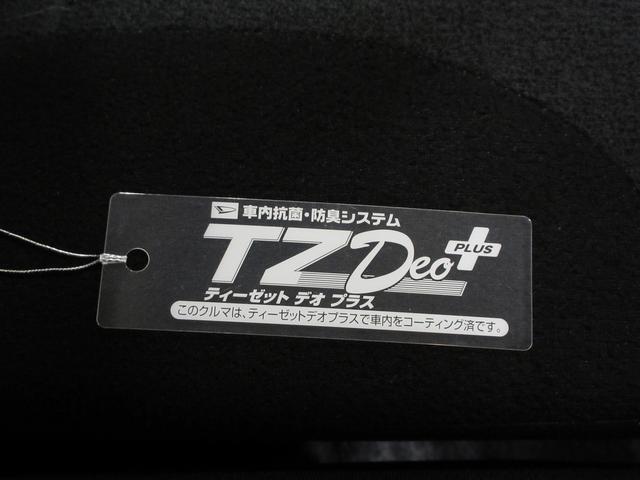 車内抗菌・防臭システム
TZ Deo PLUS
ティーゼット デオ プラス
このクルマは、ティーゼットデオプラスで車内をコーティング済です。